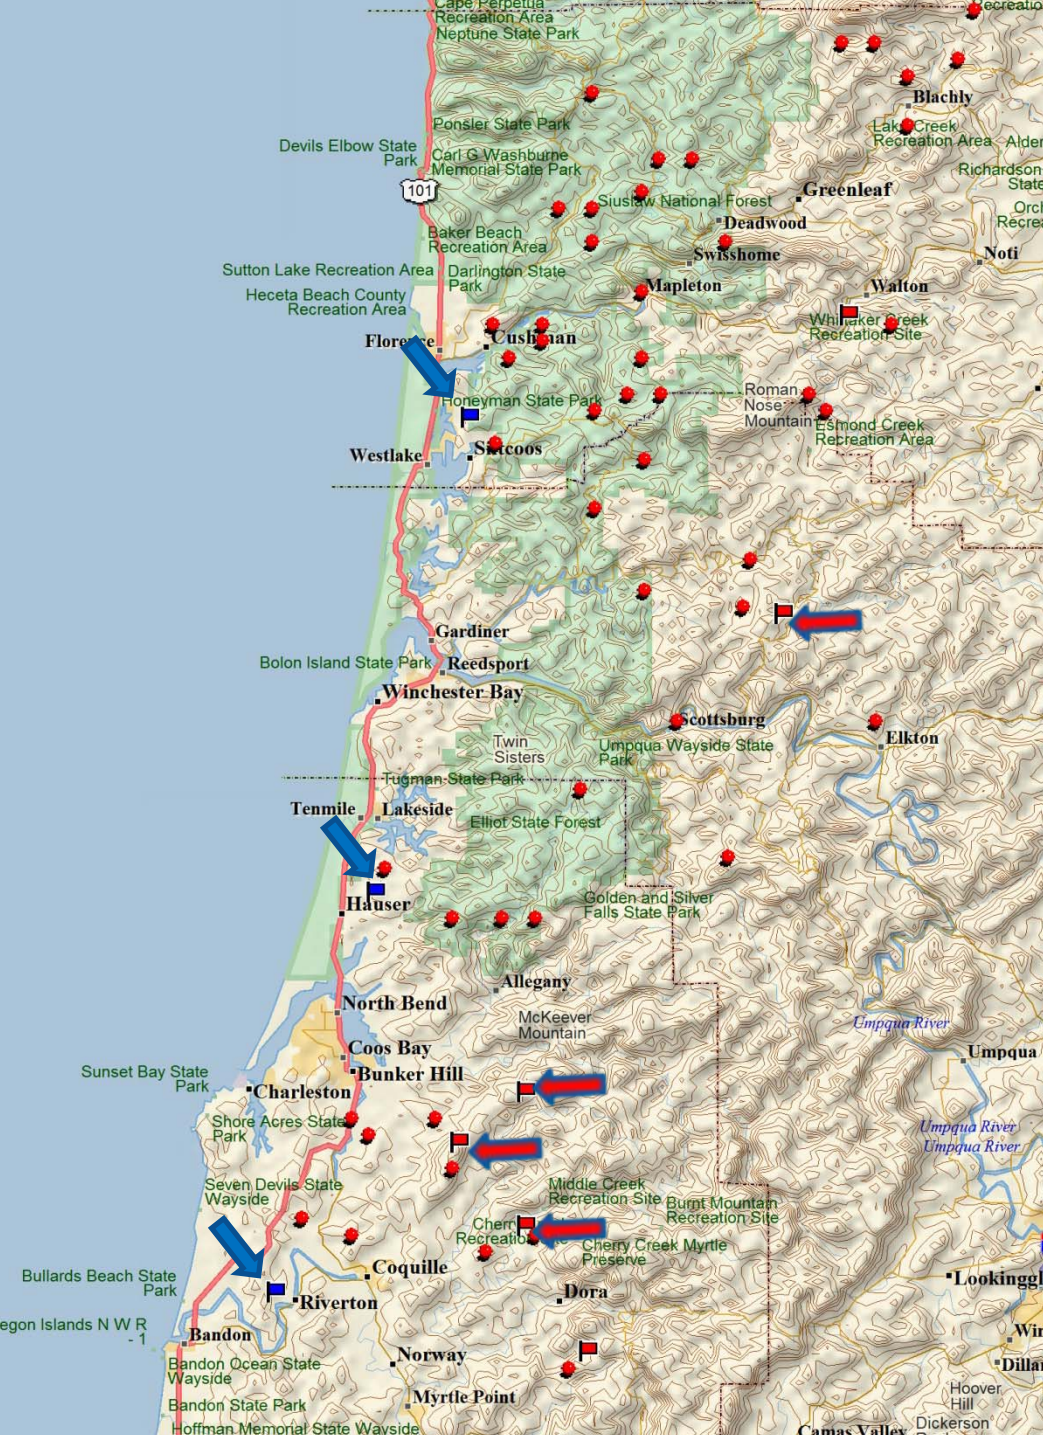 Cape Perpetua
Recreation Area
Neptune State Park
Recreatio
Blachly
Ponsler State Park
Lake Creek
Recreation Area
Alder
Devils Elbow State
Park
Carl G Washburne
Memorial State Park
Richardson
State
101
Greenleaf
Siuslaw National Forest
Orch
Recrea
Deadwood
Baker Beach
Recreation Area
Swisshome
Noti
Sutton Lake Recreation Area
Darlington State
Park
Mapleton
Walton
Heceta Beach County
Recreation Area
Whittaker Creek
Recreation Site
Florence
Cushman
Honeyman State Park
Roman
Nose
Mountain
Esmond Creek
Recreation Area
Westlake
Siltcoos
Gardiner
Bolon Island State Park
Reedsport
Winchester Bay
Scottsburg
Elkton
Twin
Sisters
Umpqua Wayside State
Park
Tugman State Park
Tenmile
Lakeside
Elliot State Forest
Hauser
Golden and Silver
Falls State Park
Allegany
North Bend
McKeever
Mountain
Umpqua River
Coos Bay
Umpqua
Sunset Bay State
Park
Bunker Hill
Charleston
Shore Acres State
Park
Umpqua River
Umpqua River
Seven Devils State
Wayside
Middle Creek
Recreation Site
Burnt Mountain
Recreation Site
Cherry
Recreation
Cherry Creek Myrtle
Preserve
Coquille
Bullards Beach State
Park
Lookinggl
Riverton
Dora
egon Islands N W R
- 1
Bandon
Win
Norway
Dillar
Bandon Ocean State
Wayside
Hoover
Hill
Bandon State Park
Myrtle Point
Dickerson
Hoffman Memorial State Wayside
Camas Valley